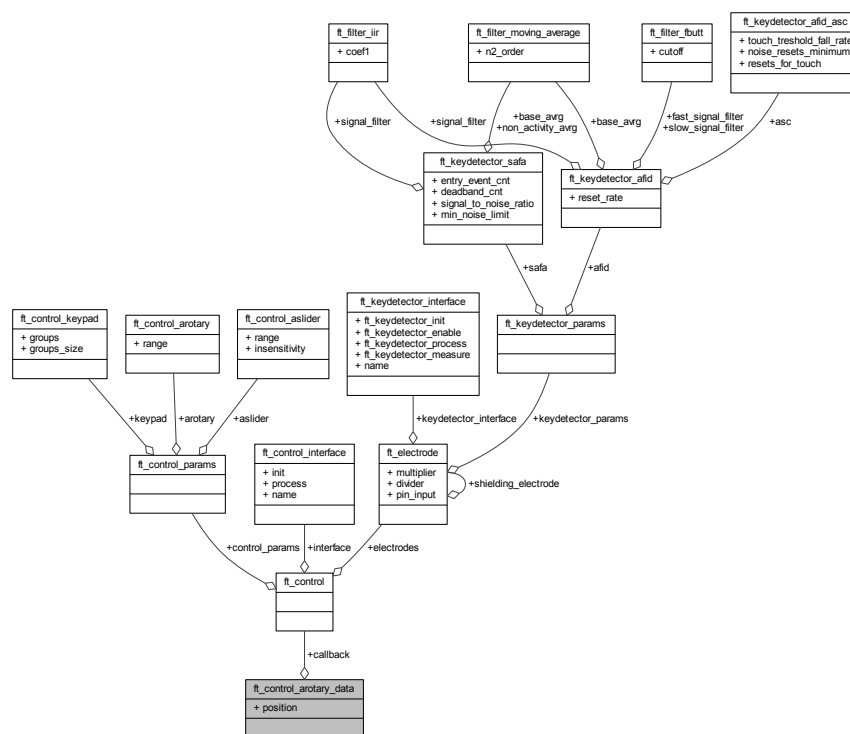 ft_filter_iir
+ coef1
ft_filter_moving_average
+ n2_order
ft_filter_fbutt
+ cutoff
ft_keydetector_afid_asc
+ touch_treshold_fall_rate
+ noise_resets_minimum
+ resets_for_touch
+signal_filter
+signal_filter
+base_avrg
+non_activity_avrg
+base_avrg
+fast_signal_filter
+slow_signal_filter
+asc
ft_keydetector_safa
+ entry_event_cnt
+ deadband_cnt
+ signal_to_noise_ratio
+ min_noise_limit
ft_keydetector_afid
+ reset_rate
+safa
+afid
ft_control_keypad
+ groups
+ groups_size
ft_control_arotary
+ range
ft_control_aslider
+ range
+ insensitivity
ft_keydetector_interface
+ ft_keydetector_init
+ ft_keydetector_enable
+ ft_keydetector_process
+ ft_keydetector_measure
+ name
ft_keydetector_params
+keypad
+arotary
+aslider
+keydetector_interface
+keydetector_params
ft_control_params
ft_control_interface
+ init
+ process
+ name
ft_electrode
+ multiplier
+ divider
+ pin_input
+shielding_electrode
+control_params
+interface
+electrodes
ft_control
+callback
ft_control_arotary_data
+ position